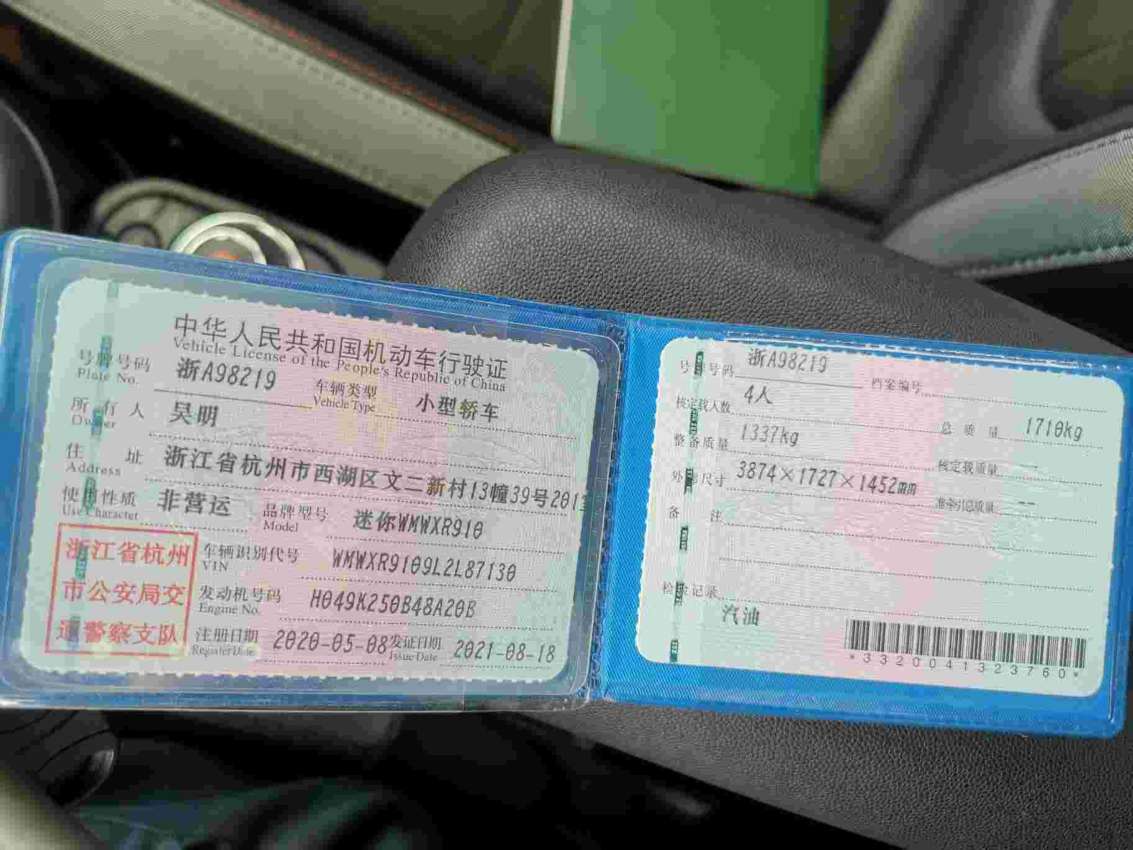 中华人民共和国机动车行驶证
Vehicle License of the People's Republic of China
号牌号码 浙A98219 车辆类型 小型轿车
Plate No. Vehicle Type
所有人 吴明
Owner
住址 浙江省杭州市西湖区文三新村13幢39号201
Address
使用性质 非营运 品牌型号 迷你WMWXR910
Use Character Model
浙江省杭州
市公安局交
通警察支队
车辆识别代号 WMWXR9109L2L87130
VIN
发动机号码 H049K250B48A20B
Engine No.
注册日期 2020-05-08 发证日期 2021-08-18
Register Date Issue Date
号牌号码 浙A98219 档案编号
核定载人数 4人 总质量 1710kg
整备质量 1337kg 核定载质量 --
外廓尺寸 3874×1727×1452mm 准牵引总质量 --
备注
检验记录
汽油
*3320041323760*